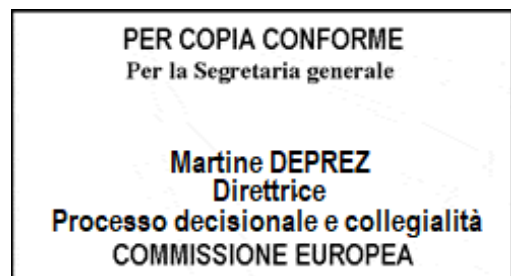 PER COPIA CONFORME
Per la Segretaria generale
Martine DEPREZ
Direttrice
Processo decisionale e collegialità
COMMISSIONE EUROPEA